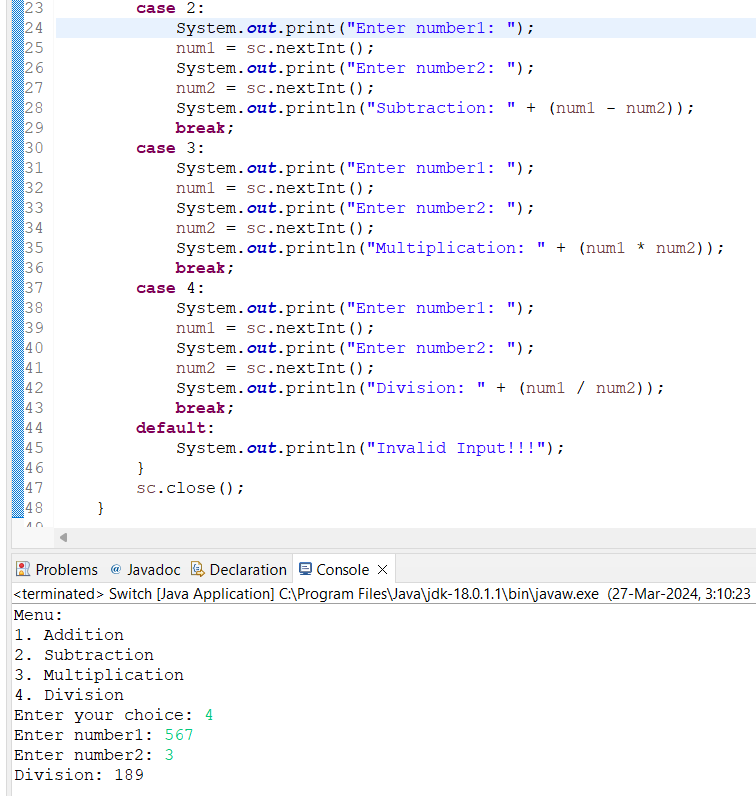 23 case 2:
24 System.out.print("Enter number1: ");
25 num1 = sc.nextInt();
26 System.out.print("Enter number2: ");
27 num2 = sc.nextInt();
28 System.out.println("Subtraction: " + (num1 - num2));
29 break;
30 case 3:
31 System.out.print("Enter number1: ");
32 num1 = sc.nextInt();
33 System.out.print("Enter number2: ");
34 num2 = sc.nextInt();
35 System.out.println("Multiplication: " + (num1 * num2));
36 break;
37 case 4:
38 System.out.print("Enter number1: ");
39 num1 = sc.nextInt();
40 System.out.print("Enter number2: ");
41 num2 = sc.nextInt();
42 System.out.println("Division: " + (num1 / num2));
43 break;
44 default:
45 System.out.println("Invalid Input!!!");
46 }
47 sc.close();
48 }
Problems @ Javadoc Declaration Console
<terminated> Switch [Java Application] C:\Program Files\Java\jdk-18.0.1.1\bin\javaw.exe (27-Mar-2024, 3:10:23
Menu:
1. Addition
2. Subtraction
3. Multiplication
4. Division
Enter your choice: 4
Enter number1: 567
Enter number2: 3
Division: 189